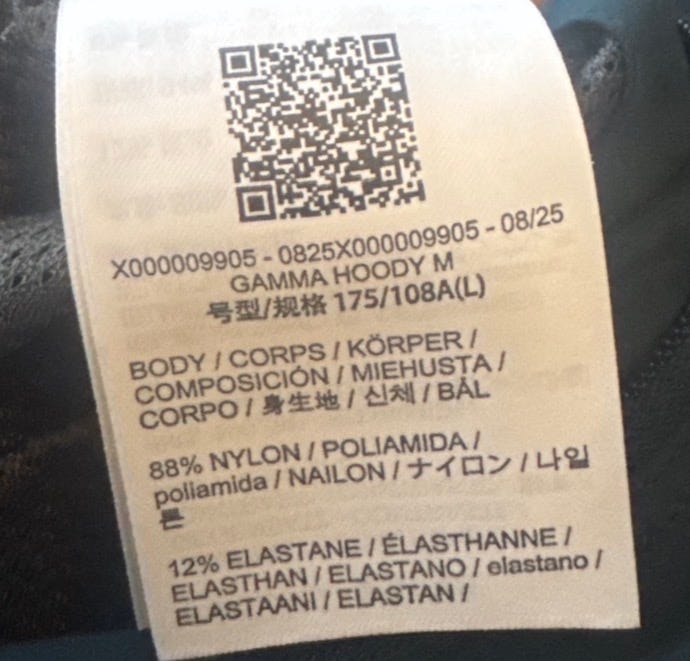 X000009905 - 0825X000009905 - 08/25
GAMMA HOODY M
号型/规格 175/108A(L)
BODY / CORPS / KÖRPER /
COMPOSICIÓN / MIEHUSTA /
CORPO / 身生地 / 신체 / BÅL
88% NYLON / POLIAMIDA /
poliamida / NAILON / ナイロン / 나일
론
12% ELASTANE / ÉLASTHANNE /
ELASTHAN / ELASTANO / elastano /
ELASTAANI / ELASTAN /